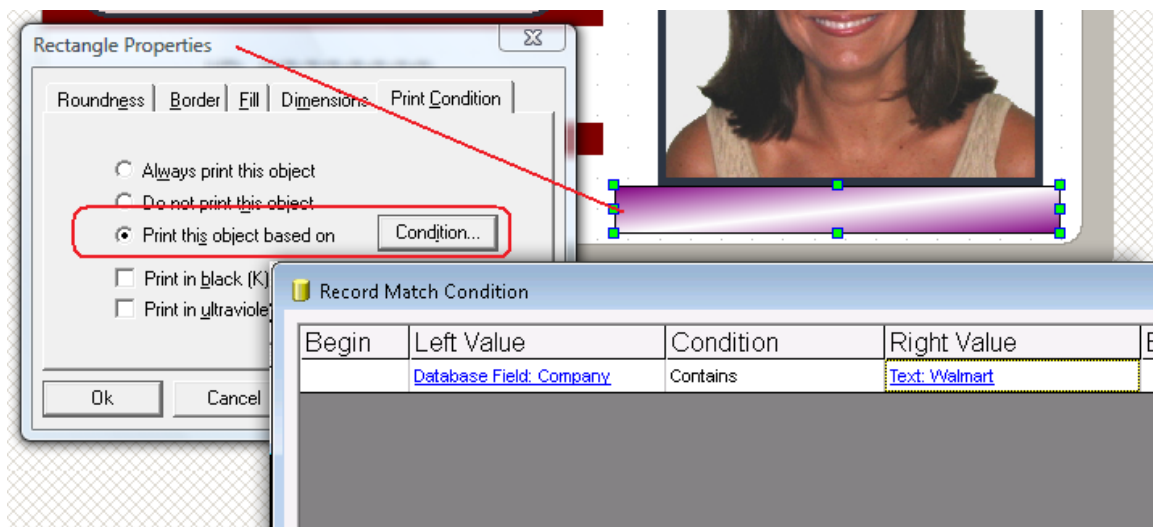 Rectangle Properties
Roundness Border Fill Dimensions Print Condition
Always print this object
Do not print this object
Print this object based on Condition...
Print in black (K)
Print in ultraviole
Ok Cancel
Record Match Condition
Begin Left Value Condition Right Value E
Database Field: Company Contains Text: Walmart